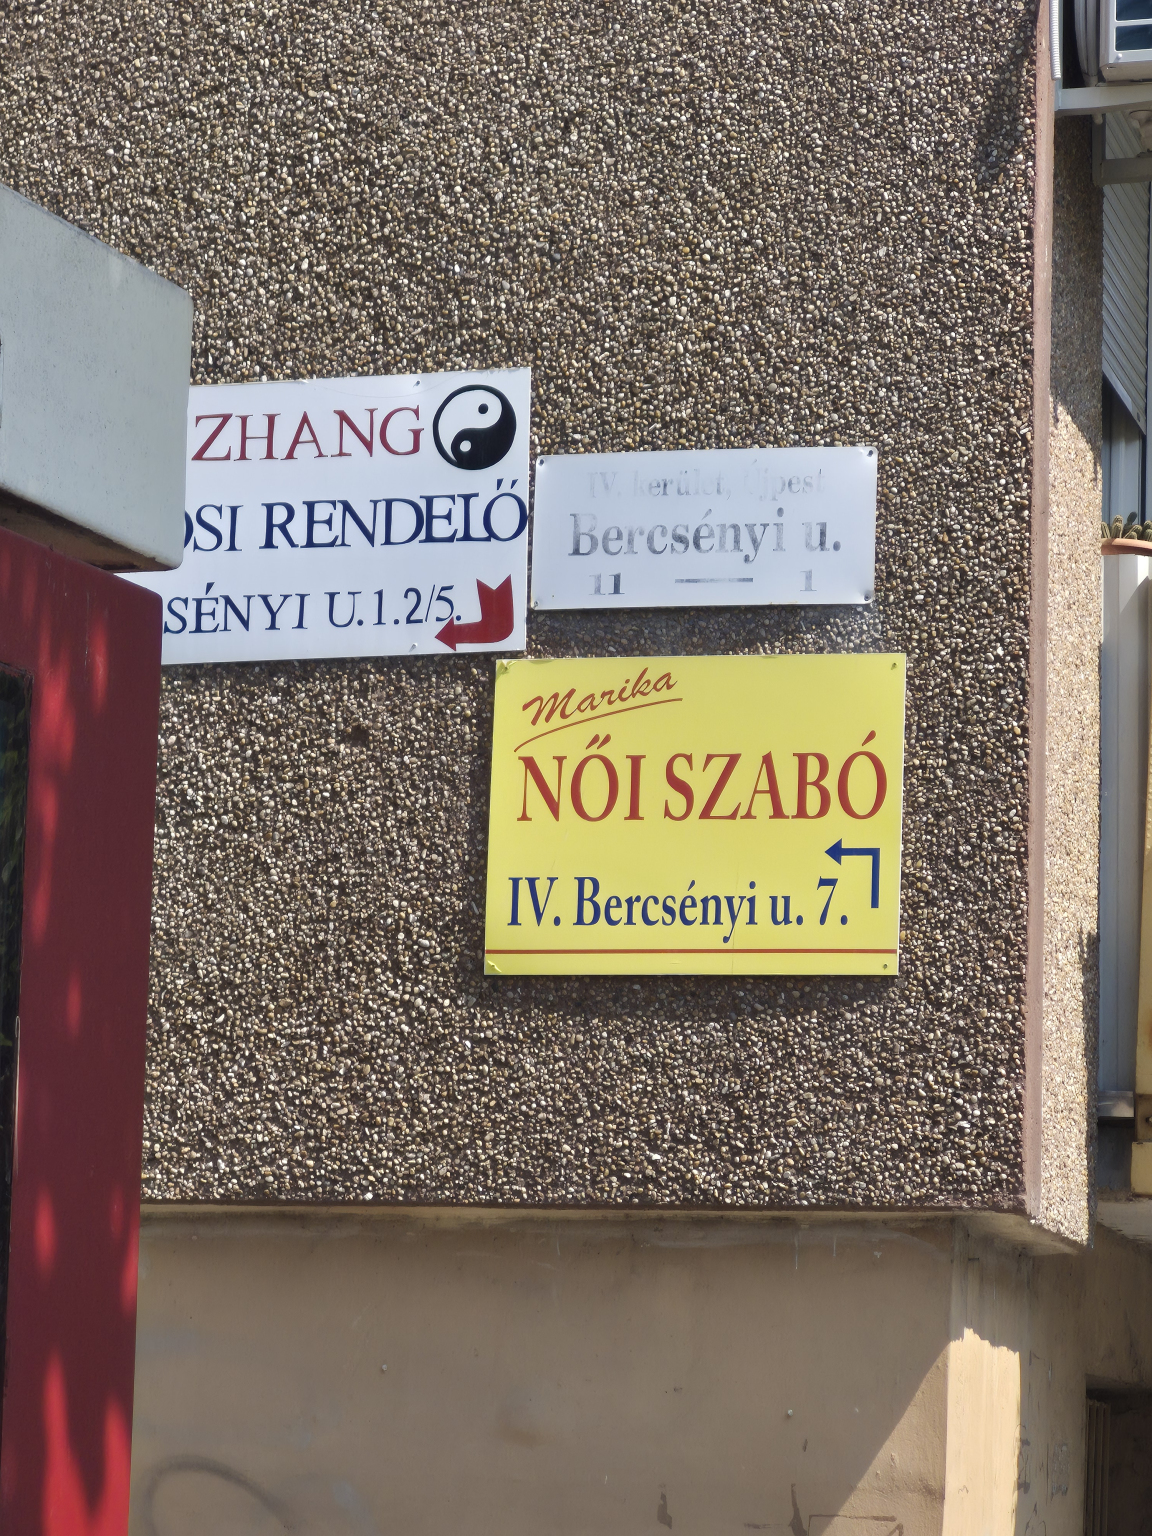 ZHANG
OSI RENDELŐ
SÉNYI U.1.2/5.
IV. kerület, Újpest
Bercsényi u.
11 — 1
Marika
NŐI SZABÓ
IV. Bercsényi u. 7.